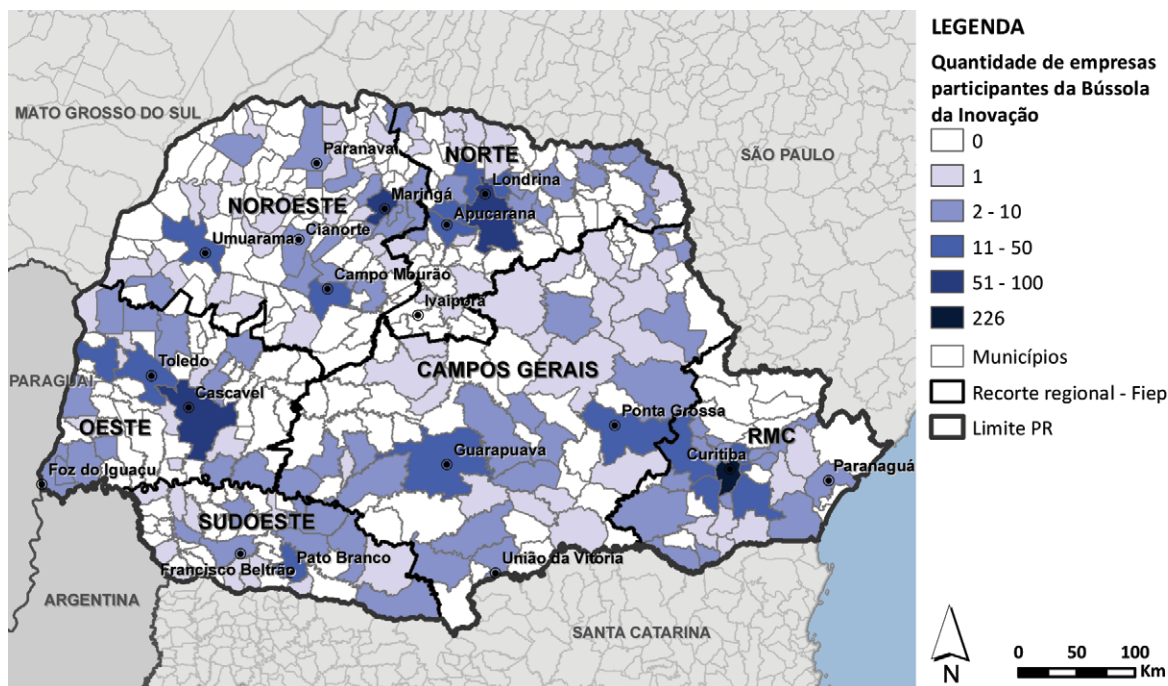 MATO GROSSO DO SUL
SÃO PAULO
PARAGUAI
ARGENTINA
SANTA CATARINA
NORTE
NOROESTE
CAMPOS GERAIS
OESTE
SUDOESTE
RMC
Paranavaí
Londrina
Maringá
Apucarana
Umuarama
Cianorte
Campo Mourão
Ivaiporã
Toledo
Cascavel
Ponta Grossa
Guarapuava
Curitiba
Paranaguá
Foz do Iguaçu
Pato Branco
Francisco Beltrão
União da Vitória
LEGENDA
Quantidade de empresas
participantes da Bússola
da Inovação
0
1
2 - 10
11 - 50
51 - 100
226
Municípios
Recorte regional - Fiep
Limite PR
N
0 50 100
Km